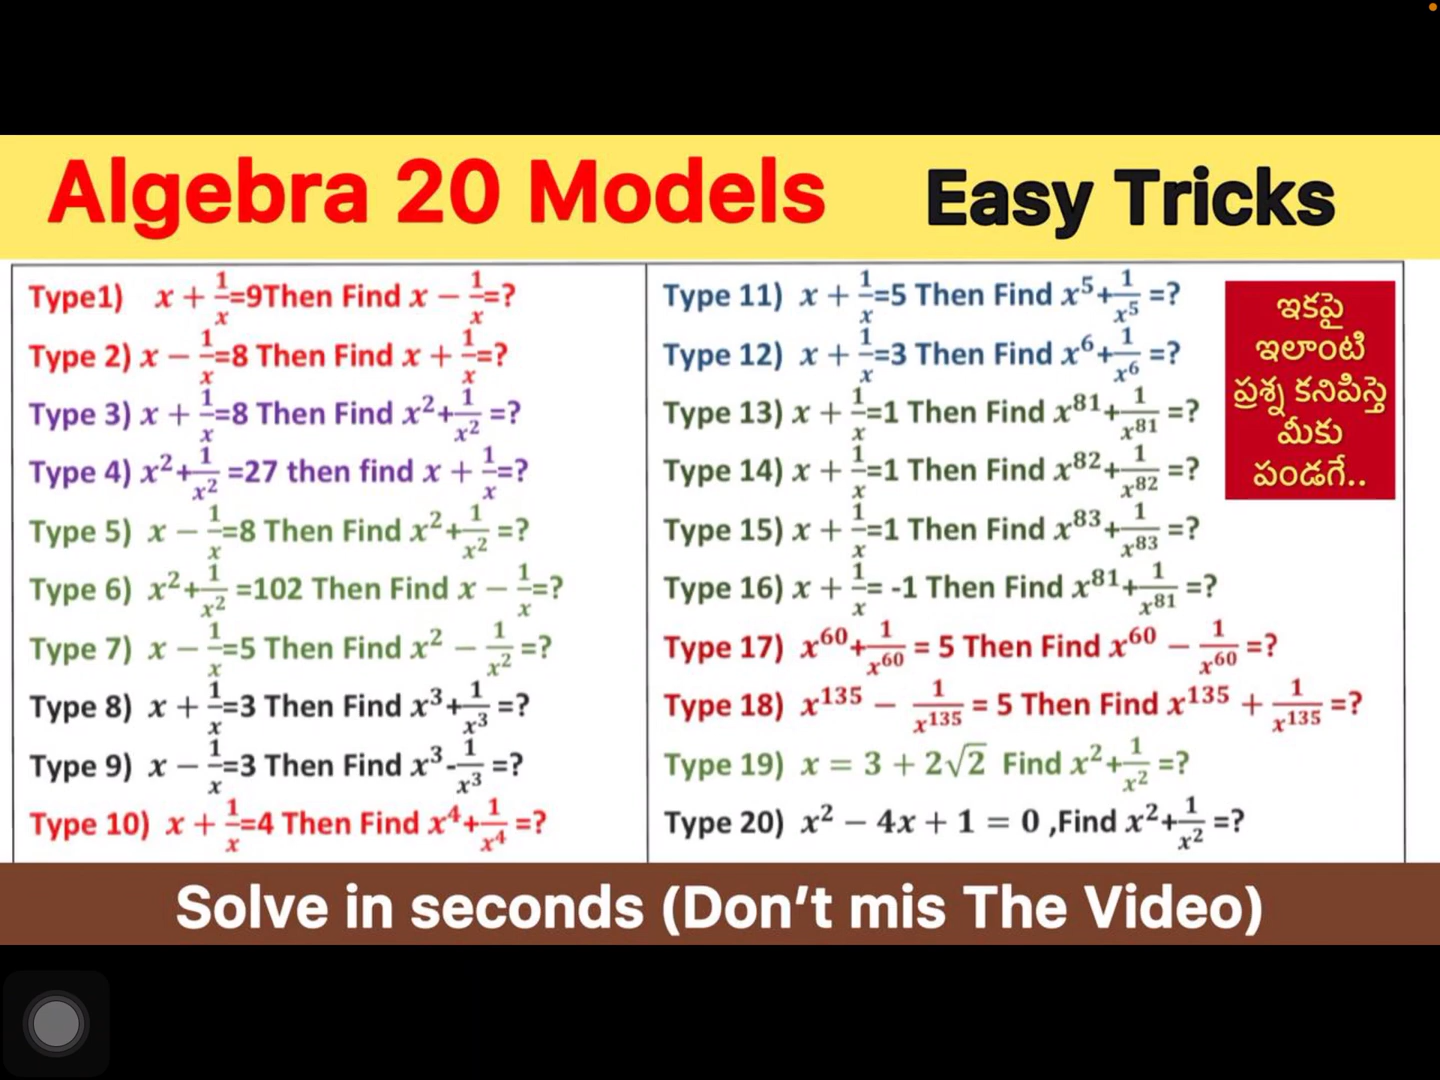 Algebra 20 Models Easy Tricks
Type1) x + 1/x=9Then Find x − 1/x=?
Type 2) x − 1/x=8 Then Find x + 1/x=?
Type 3) x + 1/x=8 Then Find x²+1/x² =?
Type 4) x²+1/x² =27 then find x + 1/x=?
Type 5) x − 1/x=8 Then Find x²+1/x² =?
Type 6) x²+1/x² =102 Then Find x − 1/x=?
Type 7) x − 1/x=5 Then Find x² − 1/x² =?
Type 8) x + 1/x=3 Then Find x³+1/x³ =?
Type 9) x − 1/x=3 Then Find x³-1/x³ =?
Type 10) x + 1/x=4 Then Find x⁴+1/x⁴ =?
Type 11) x + 1/x=5 Then Find x⁵+1/x⁵ =?
Type 12) x + 1/x=3 Then Find x⁶+1/x⁶ =?
Type 13) x + 1/x=1 Then Find x⁸¹+1/x⁸¹ =?
Type 14) x + 1/x=1 Then Find x⁸²+1/x⁸² =?
Type 15) x + 1/x=1 Then Find x⁸³+1/x⁸³ =?
Type 16) x + 1/x= -1 Then Find x⁸¹+1/x⁸¹ =?
Type 17) x⁶⁰+1/x⁶⁰ = 5 Then Find x⁶⁰ − 1/x⁶⁰ =?
Type 18) x¹³⁵ − 1/x¹³⁵ = 5 Then Find x¹³⁵ + 1/x¹³⁵ =?
Type 19) x = 3 + 2√2 Find x²+1/x² =?
Type 20) x² − 4x + 1 = 0 ,Find x²+1/x² =?
ఇకపై
ఇలాంటి
ప్రశ్న కనిపిస్తె
మీకు
పండగే..
Solve in seconds (Don't mis The Video)